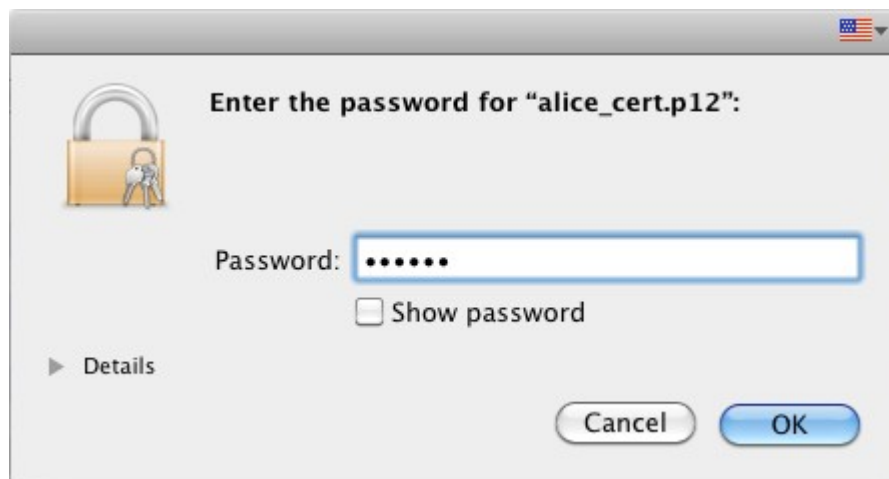 Enter the password for “alice_cert.p12”:
Password: ••••••
Show password
Details
Cancel OK